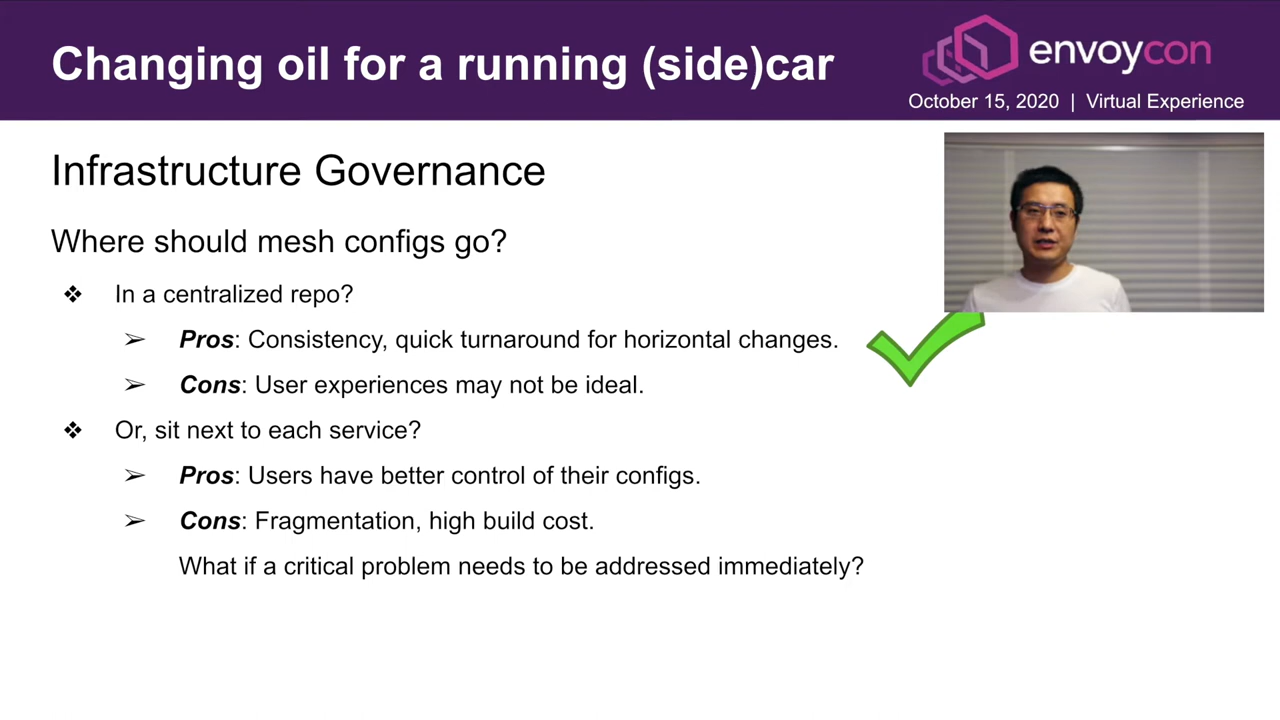 Changing oil for a running (side)car
envoycon
October 15, 2020 | Virtual Experience
Infrastructure Governance
Where should mesh configs go?
❖ In a centralized repo?
➢ Pros: Consistency, quick turnaround for horizontal changes.
➢ Cons: User experiences may not be ideal.
❖ Or, sit next to each service?
➢ Pros: Users have better control of their configs.
➢ Cons: Fragmentation, high build cost.
What if a critical problem needs to be addressed immediately?